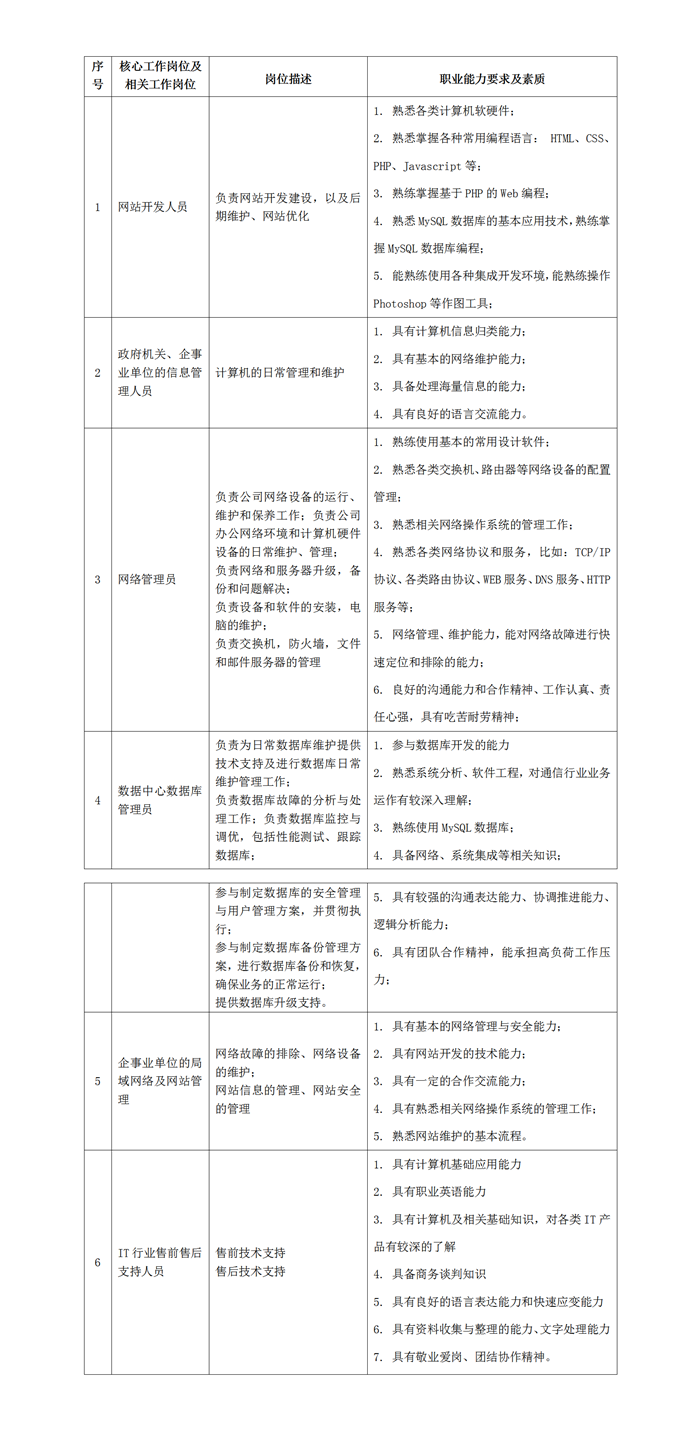 序号
核心工作岗位及
相关工作岗位
岗位描述
职业能力要求及素质
1
网站开发人员
负责网站开发建设，以及后
期维护、网站优化
1. 熟悉各类计算机软硬件；
2. 熟悉掌握各种常用编程语言： HTML、CSS、
PHP、Javascript 等；
3. 熟练掌握基于 PHP 的 Web 编程；
4. 熟悉 MySQL 数据库的基本应用技术，熟练掌
握 MySQL 数据库编程；
5. 能熟练使用各种集成开发环境，能熟练操作
Photoshop 等作图工具；
2
政府机关、企事
业单位的信息管
理人员
计算机的日常管理和维护
1. 具有计算机信息归类能力；
2. 具有基本的网络维护能力；
3. 具备处理海量信息的能力；
4. 具有良好的语言交流能力。
3
网络管理员
负责公司网络设备的运行、
维护和保养工作；负责公司
办公网络环境和计算机硬件
设备的日常维护、管理；
负责网络和服务器升级，备
份和问题解决；
负责设备和软件的安装，电
脑的维护；
负责交换机，防火墙，文件
和邮件服务器的管理
1. 熟练使用基本的常用设计软件；
2. 熟悉各类交换机、路由器等网络设备的配置
管理；
3. 熟悉相关网络操作系统的管理工作；
4. 熟悉各类网络协议和服务，比如：TCP/IP
协议、各类路由协议、WEB 服务、DNS 服务、HTTP
服务等；
5. 网络管理、维护能力，能对网络故障进行快
速定位和排除的能力；
6. 良好的沟通能力和合作精神、工作认真、责
任心强，具有吃苦耐劳精神；
4
数据中心数据库
管理员
负责为日常数据库维护提供
技术支持及进行数据库日常
维护管理工作；
负责数据库故障的分析与处
理工作；负责数据库监控与
调优，包括性能测试、跟踪
数据库；
1. 参与数据库开发的能力
2. 熟悉系统分析、软件工程，对通信行业业务
运作有较深入理解；
3. 熟练使用 MySQL 数据库；
4. 具备网络、系统集成等相关知识；
参与制定数据库的安全管理
与用户管理方案，并贯彻执
行；
参与制定数据库备份管理方
案，进行数据库备份和恢复，
确保业务的正常运行；
提供数据库升级支持。
5. 具有较强的沟通表达能力、协调推进能力、
逻辑分析能力；
6. 具有团队合作精神，能承担高负荷工作压
力；
5
企事业单位的局
域网络及网站管
理
网络故障的排除、网络设备
的维护；
网站信息的管理、网站安全
的管理
1. 具有基本的网络管理与安全能力；
2. 具有网站开发的技术能力；
3. 具有一定的合作交流能力；
4. 具有熟悉相关网络操作系统的管理工作；
5. 熟悉网站维护的基本流程。
6
IT 行业售前售后
支持人员
售前技术支持
售后技术支持
1. 具有计算机基础应用能力
2. 具有职业英语能力
3. 具有计算机及相关基础知识，对各类 IT 产
品有较深的了解
4. 具备商务谈判知识
5. 具有良好的语言表达能力和快速应变能力
6. 具有资料收集与整理的能力、文字处理能力
7. 具有敬业爱岗、团结协作精神。